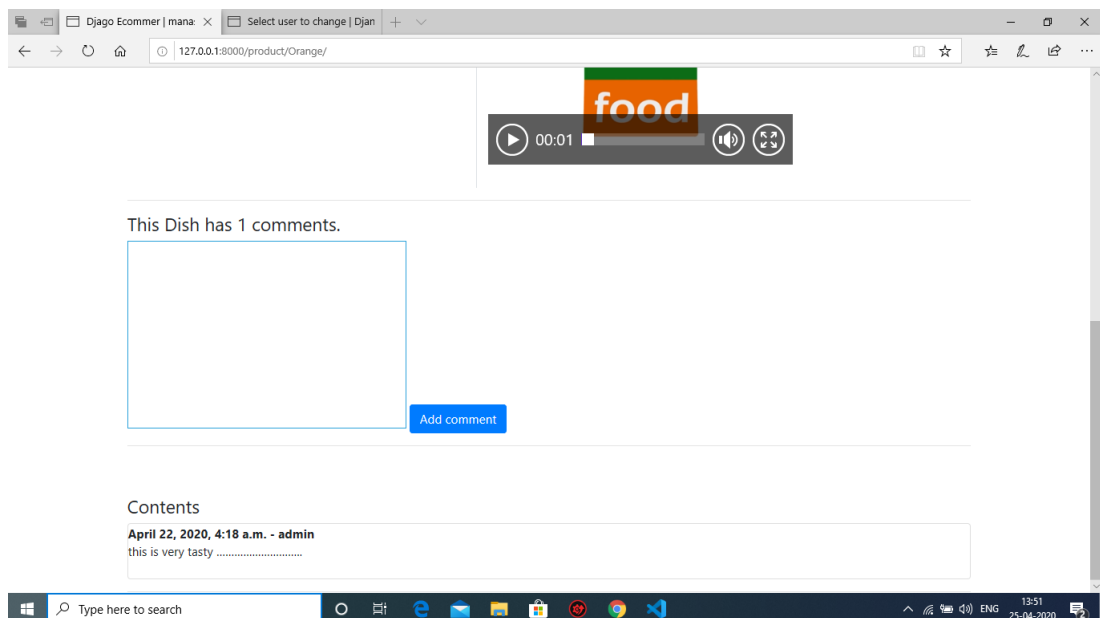 Djago Ecommer | mana:
Select user to change | Djan
127.0.0.1:8000/product/Orange/
food
00:01
This Dish has 1 comments.
Add comment
Contents
April 22, 2020, 4:18 a.m. - admin
this is very tasty ............................
Type here to search
ENG
13:51
25-04-2020
2